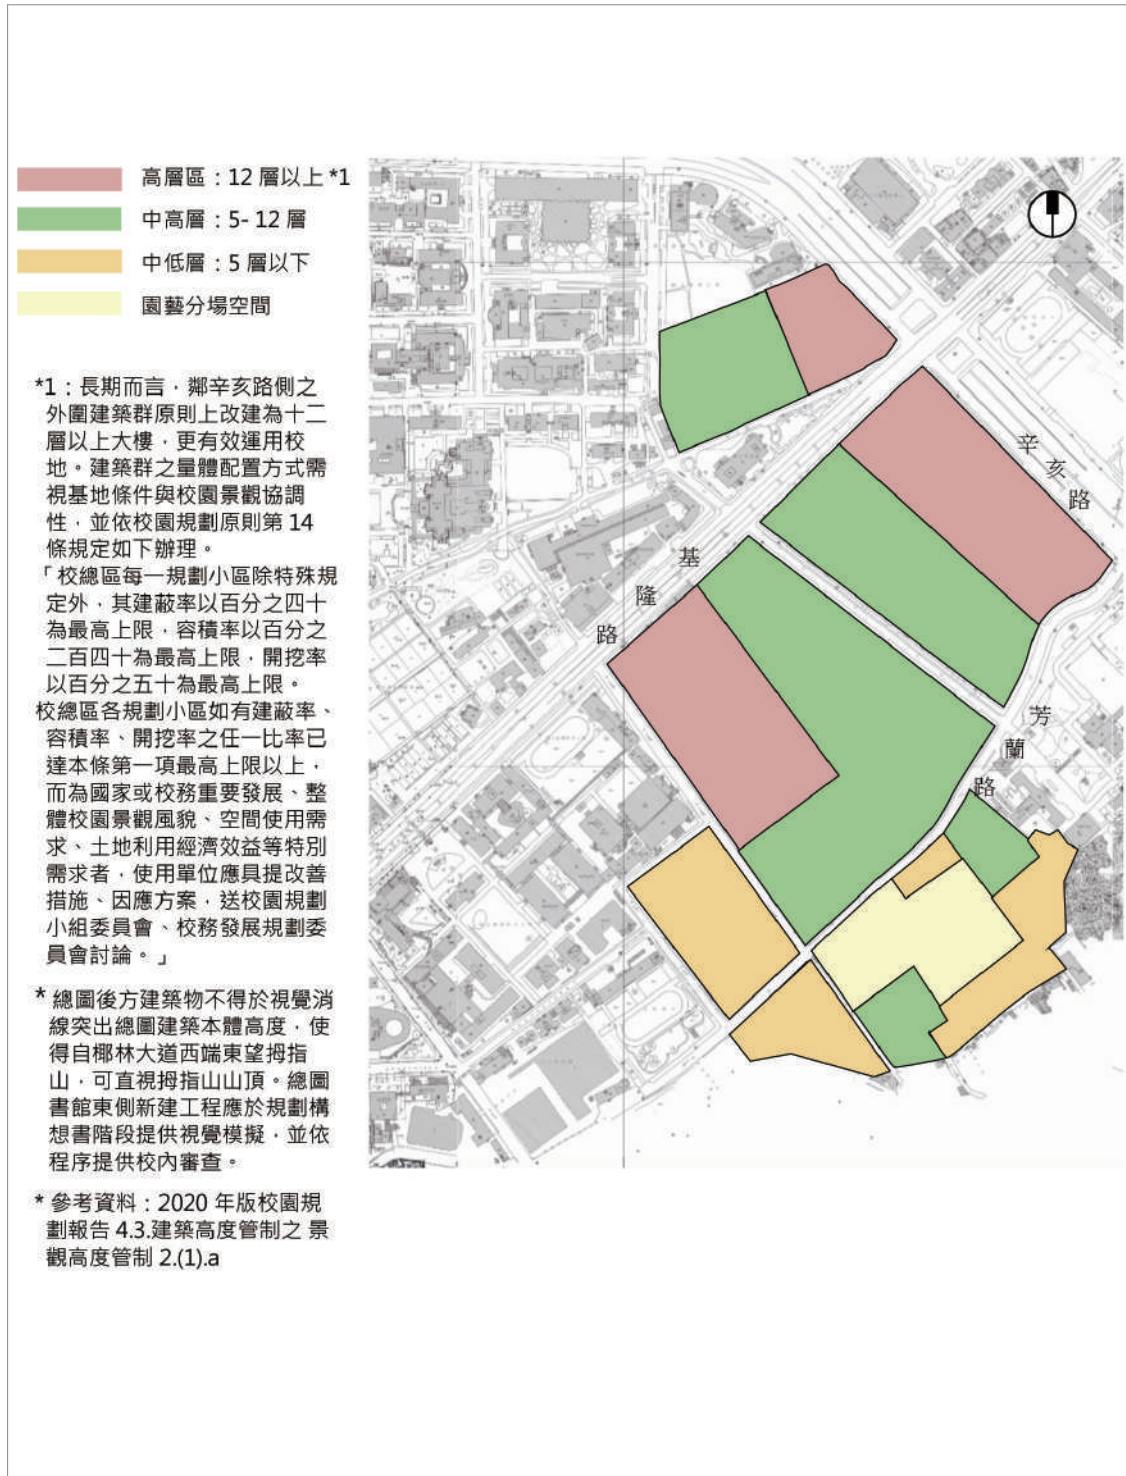 高層區：12 層以上 *1
中高層：5- 12 層
中低層：5 層以下
園藝分場空間
*1：長期而言，鄰辛亥路側之
外圍建築群原則上改建為十二
層以上大樓，更有效運用校
地。建築群之量體配置方式需
視基地條件與校園景觀協調
性，並依校園規劃原則第 14
條規定如下辦理。
「校總區每一規劃小區除特殊規
定外，其建蔽率以百分之四十
為最高上限，容積率以百分之
二百四十為最高上限，開挖率
以百分之五十為最高上限。
校總區各規劃小區如有建蔽率、
容積率、開挖率之任一比率已
達本條第一項最高上限以上，
而為國家或校務重要發展、整
體校園景觀風貌、空間使用需
求、土地利用經濟效益等特別
需求者，使用單位應具提改善
措施、因應方案，送校園規劃
小組委員會、校務發展規劃委
員會討論。」
* 總圖後方建築物不得於視覺消
線突出總圖建築本體高度，使
得自椰林大道西端東望拇指
山，可直視拇指山山頂。總圖
書館東側新建工程應於規劃構
想書階段提供視覺模擬，並依
程序提供校內審查。
* 參考資料：2020 年版校園規
劃報告 4.3.建築高度管制之 景
觀高度管制 2.(1).a
辛亥路
基隆路
芳蘭路